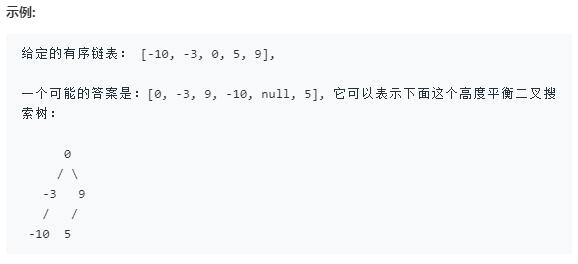 示例:
给定的有序链表： [-10, -3, 0, 5, 9],
一个可能的答案是：[0, -3, 9, -10, null, 5], 它可以表示下面这个高度平衡二叉搜
索树：
0
/ \
-3 9
/ /
-10 5